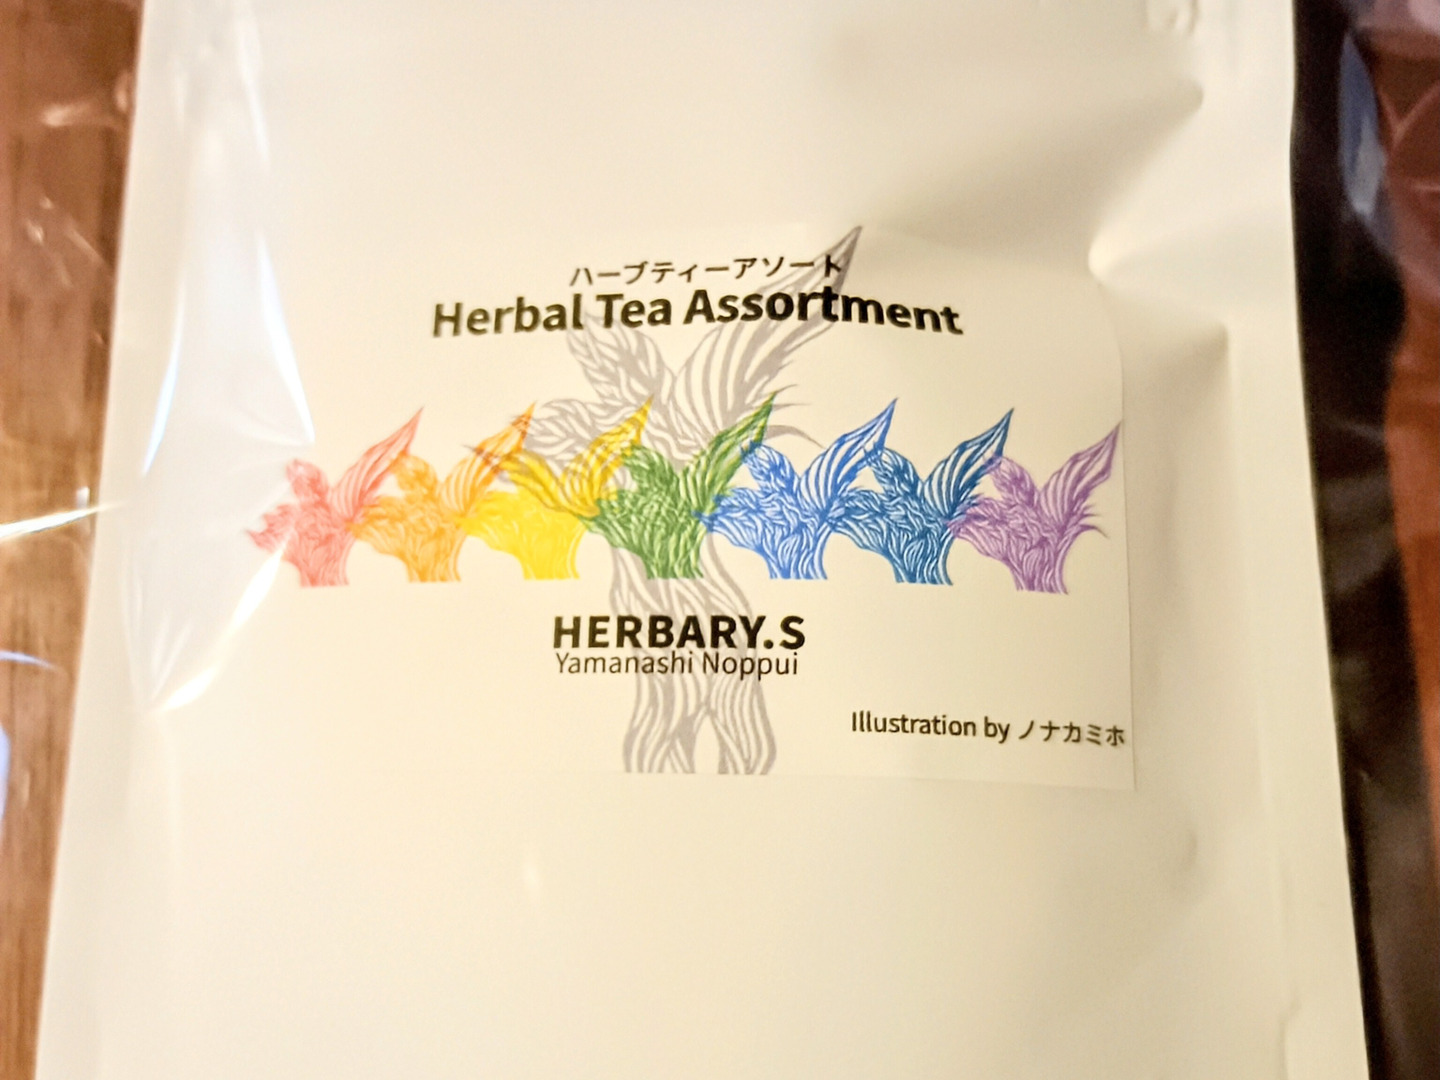 ハーブティーアソート
Herbal Tea Assortment
HERBARY.S
Yamanashi Noppui
Illustration by ノナカミホ